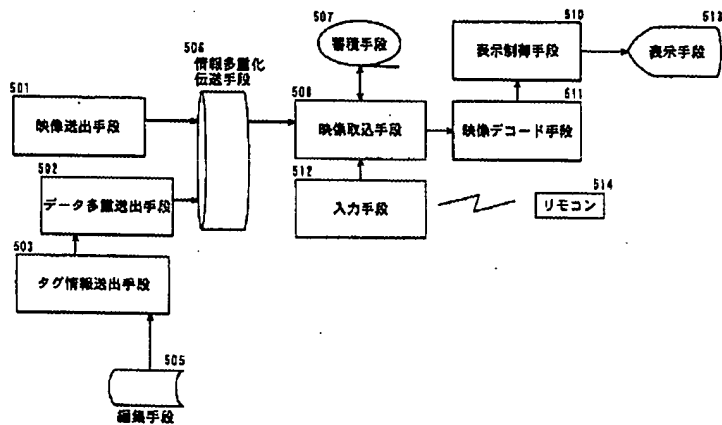 501
映像送出手段
502
データ多重送出手段
503
タグ情報送出手段
505
編集手段
506
情報多重化
伝送手段
507
蓄積手段
508
映像取込手段
512
入力手段
510
表示制御手段
511
映像デコード手段
513
表示手段
514
リモコン